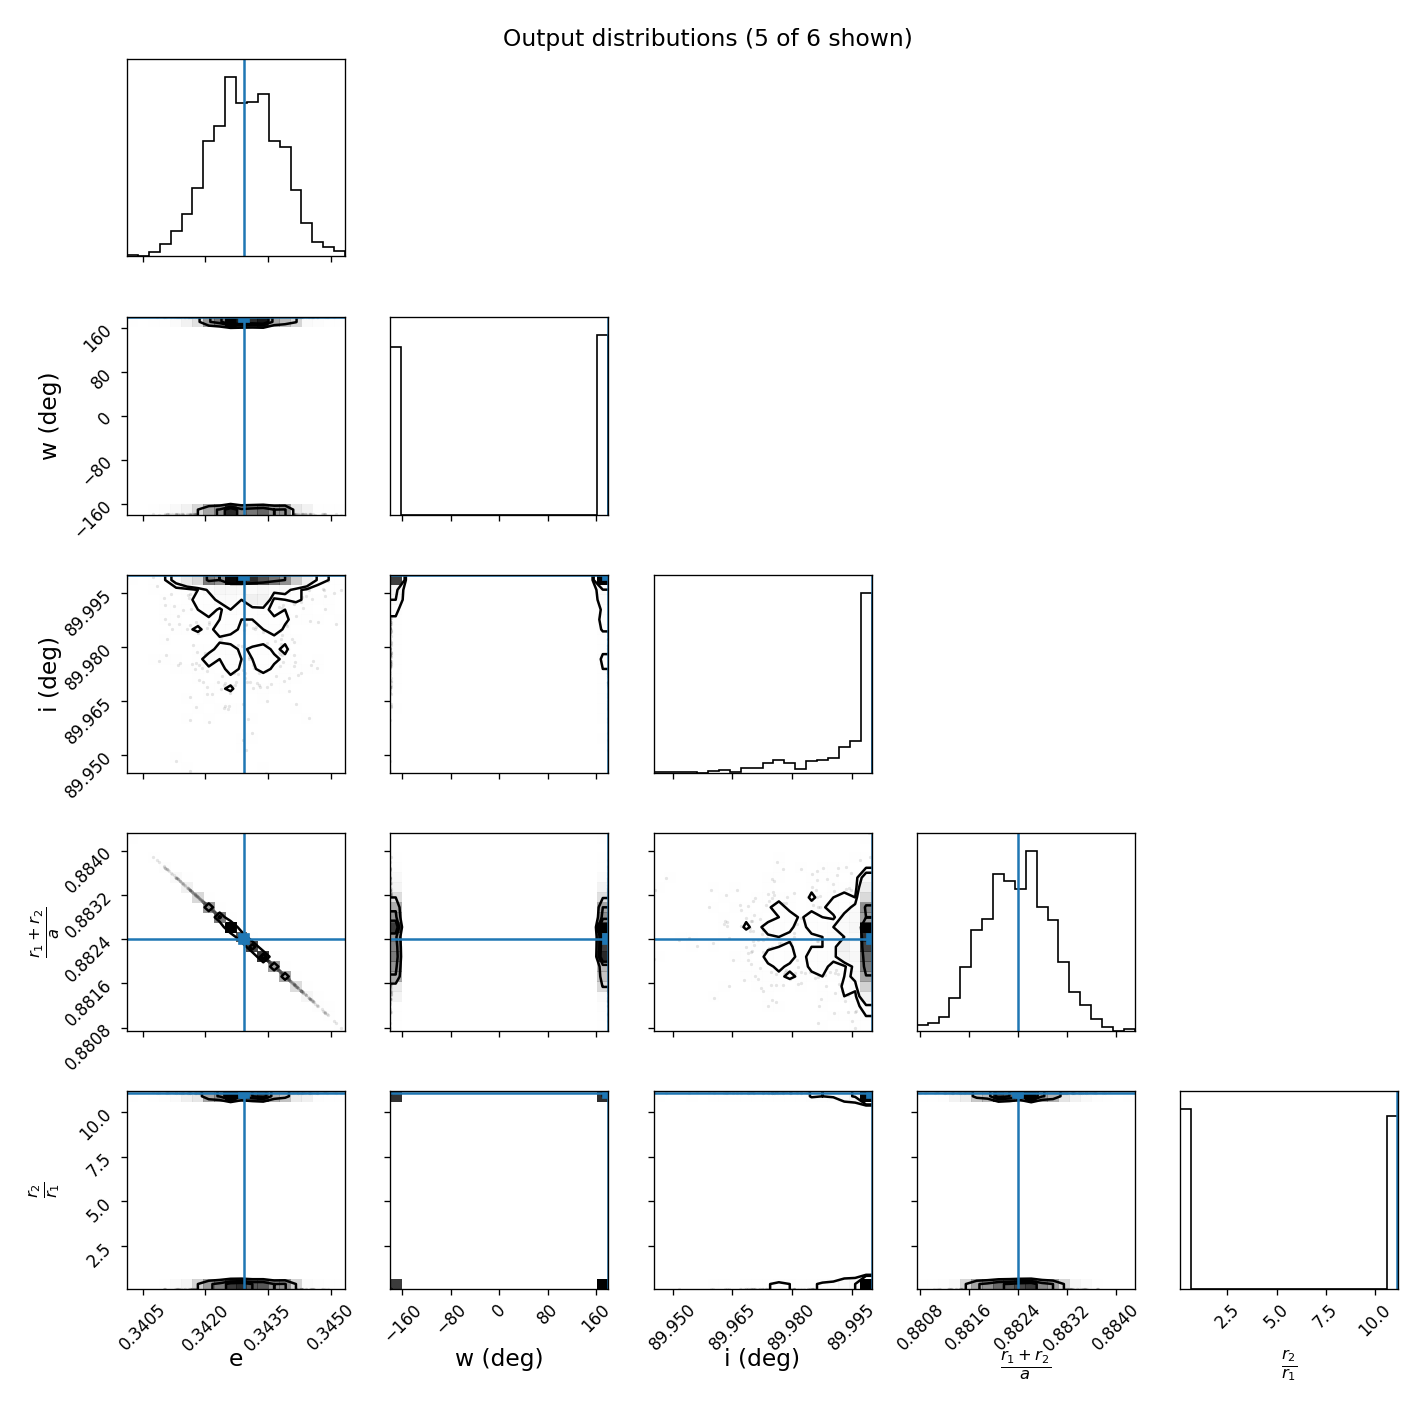 Output distributions (5 of 6 shown)
160
80
0
−80
−160
w (deg)
89.995
89.980
89.965
89.950
i (deg)
0.8840
0.8832
0.8824
0.8816
0.8808
r₁ + r₂
a
10.0
7.5
5.0
2.5
r₂
r₁
0.3405 0.3420 0.3435 0.3450
e
−160 −80 0 80 160
w (deg)
89.950 89.965 89.980 89.995
i (deg)
0.8808 0.8816 0.8824 0.8832 0.8840
r₁ + r₂
a
2.5 5.0 7.5 10.0
r₂
r₁